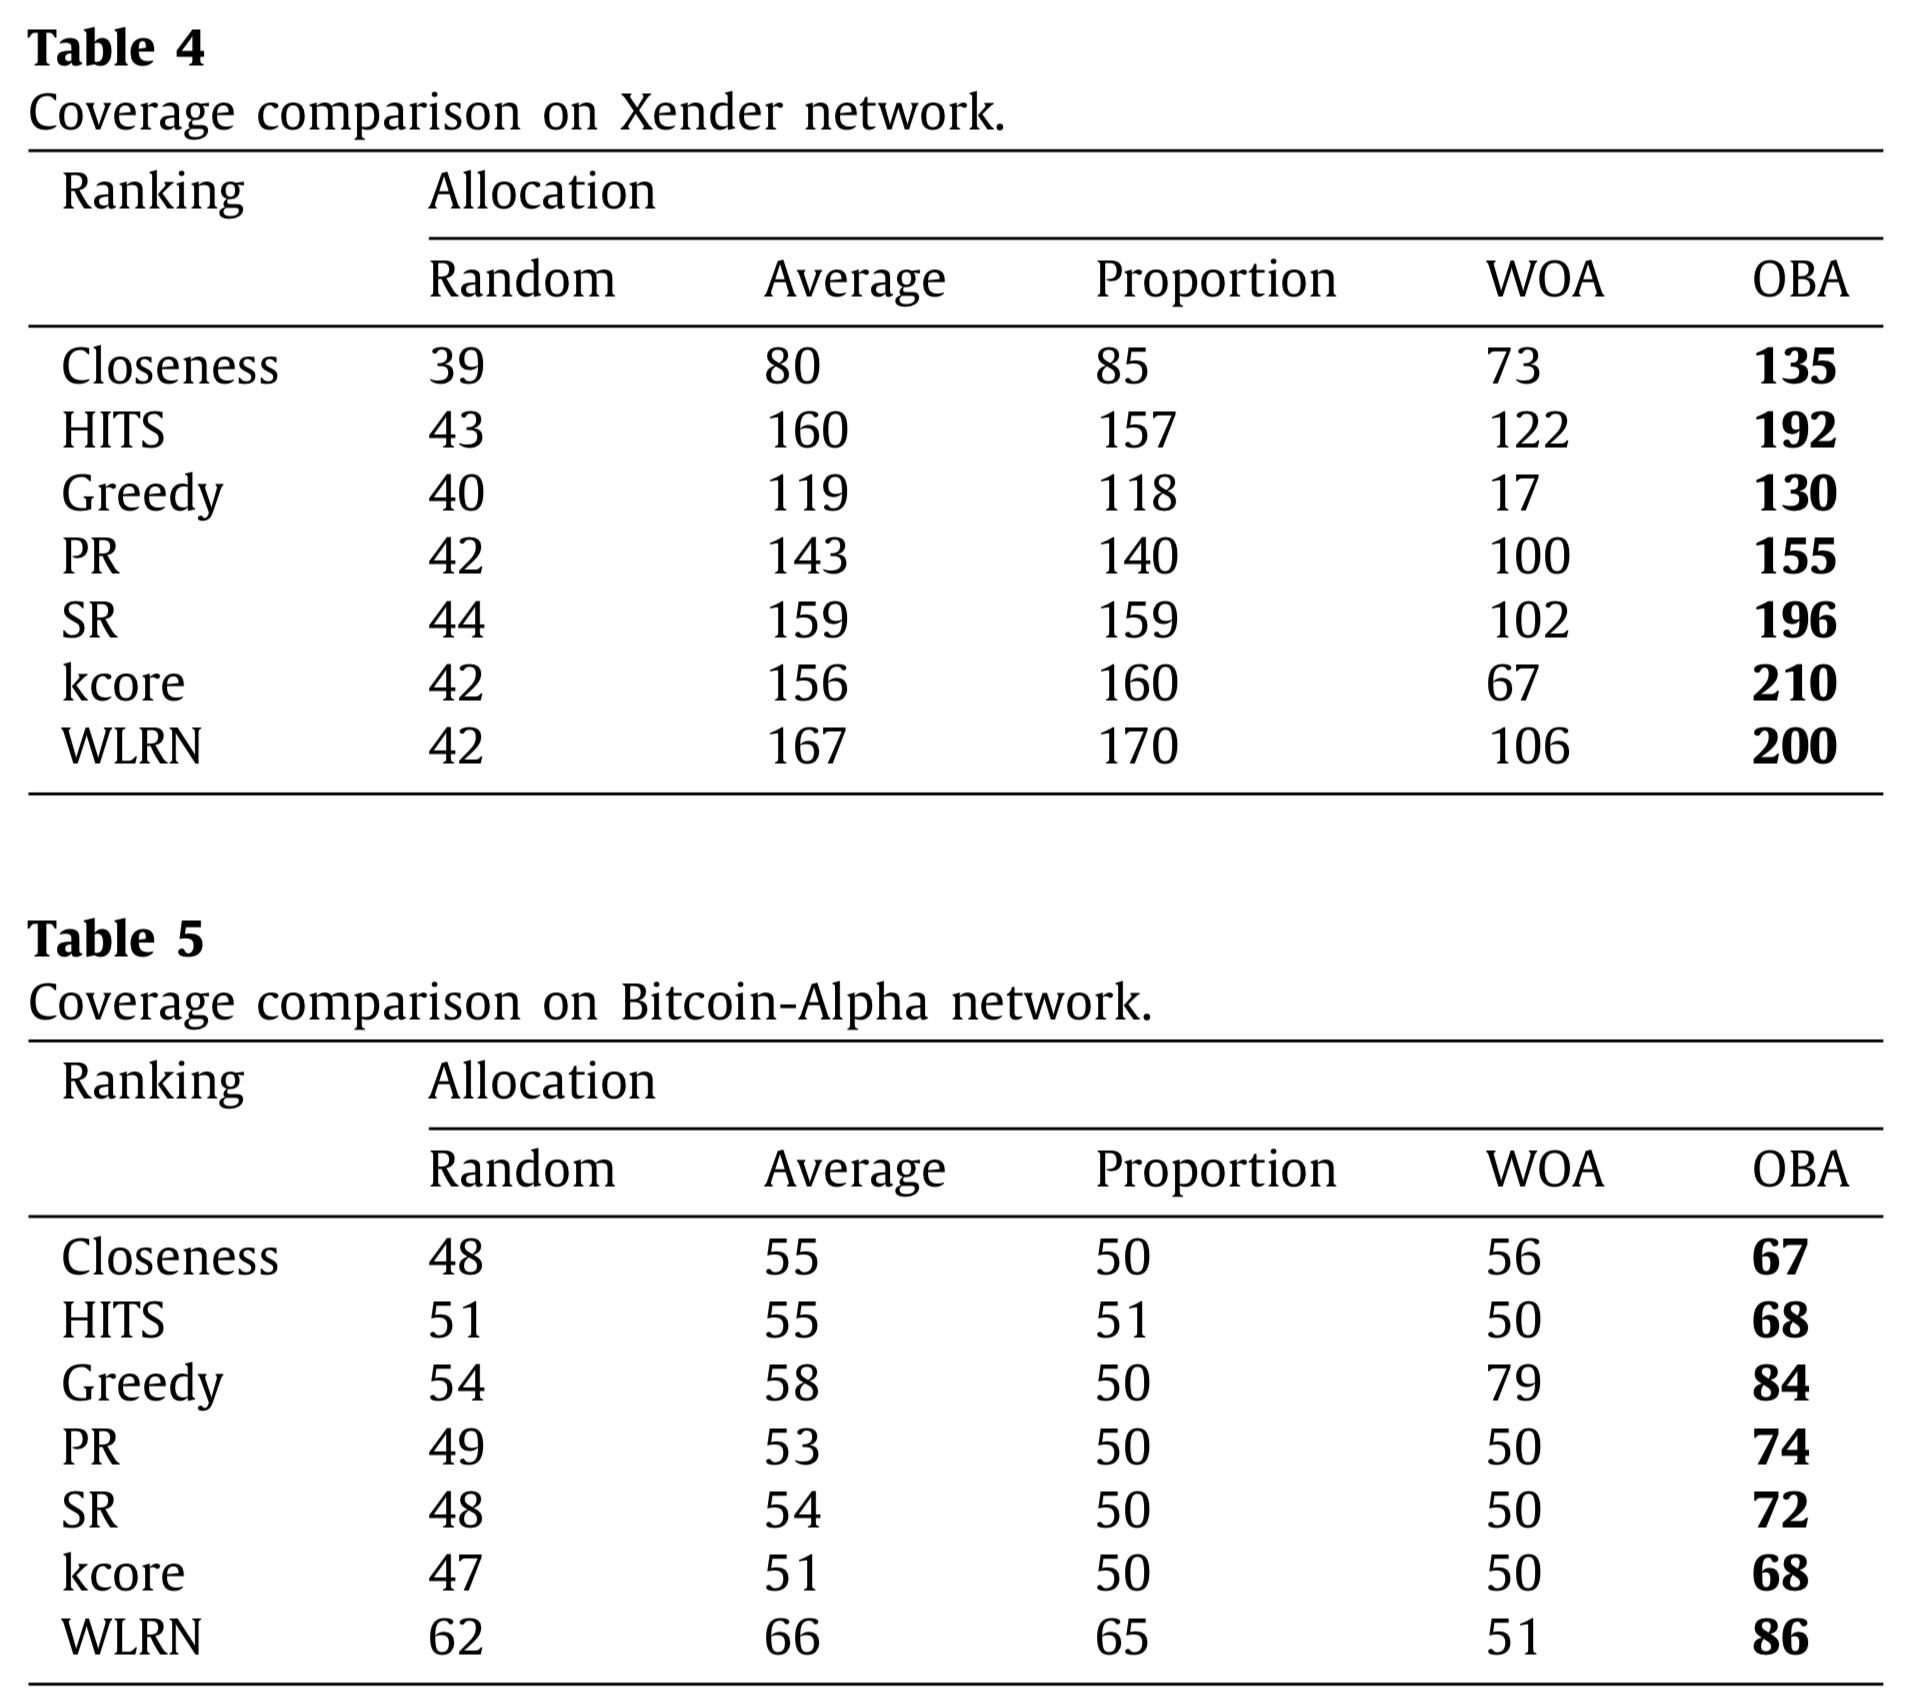 Table 4
Coverage comparison on Xender network.
Ranking Allocation
Random Average Proportion WOA OBA
Closeness 39 80 85 73 135
HITS 43 160 157 122 192
Greedy 40 119 118 17 130
PR 42 143 140 100 155
SR 44 159 159 102 196
kcore 42 156 160 67 210
WLRN 42 167 170 106 200
Table 5
Coverage comparison on Bitcoin-Alpha network.
Ranking Allocation
Random Average Proportion WOA OBA
Closeness 48 55 50 56 67
HITS 51 55 51 50 68
Greedy 54 58 50 79 84
PR 49 53 50 50 74
SR 48 54 50 50 72
kcore 47 51 50 50 68
WLRN 62 66 65 51 86